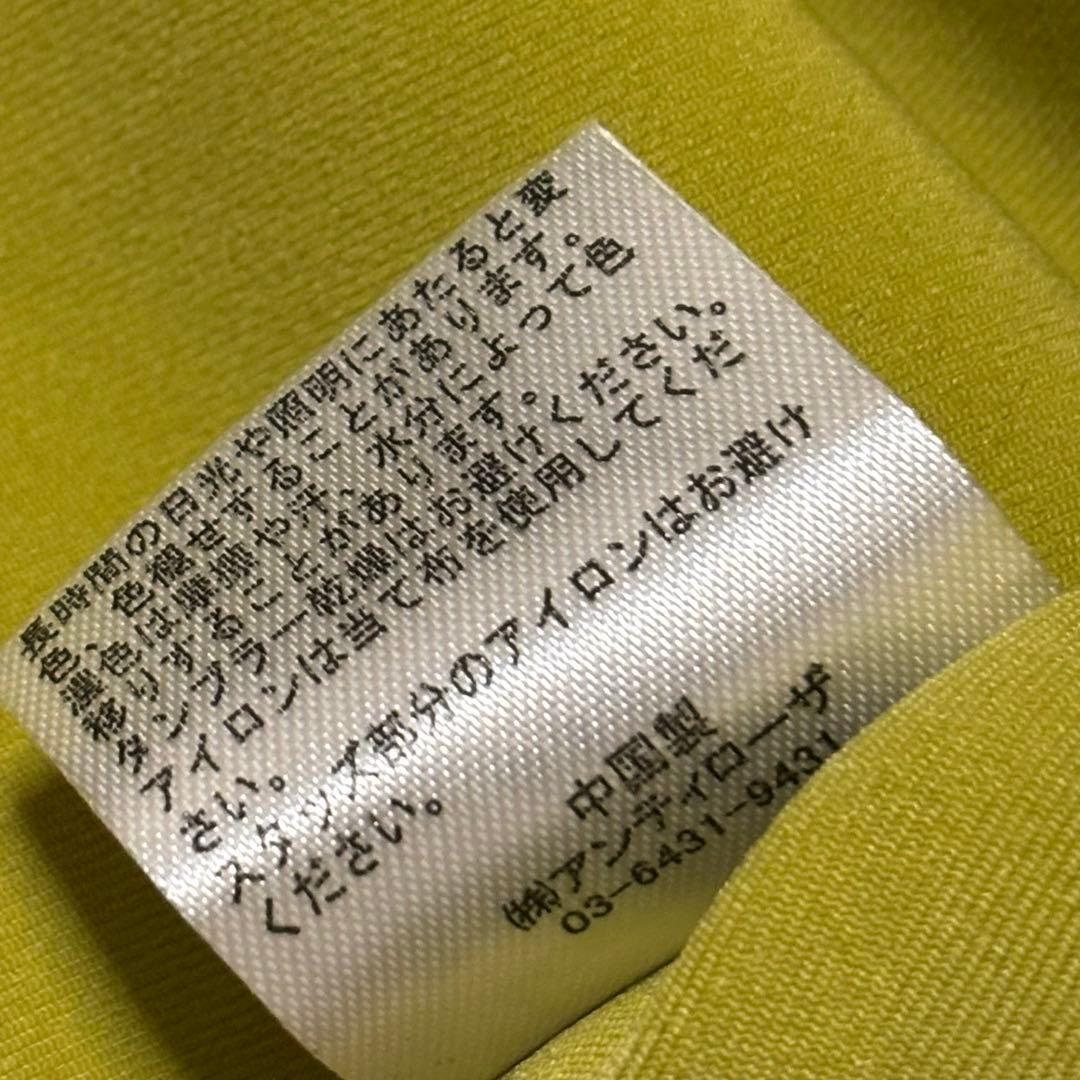 長時間の日光や照明にあたると変
色、色褪せすることがあります。
濃色は摩擦や汗、水分によって色
移りすることがあります。
タンブラー乾燥はお避けください。
アイロンは当て布を使用してくだ
さい。
スタッズ部分のアイロンはお避け
ください。
中国製
㈱アンティローザ
03-6431-9431